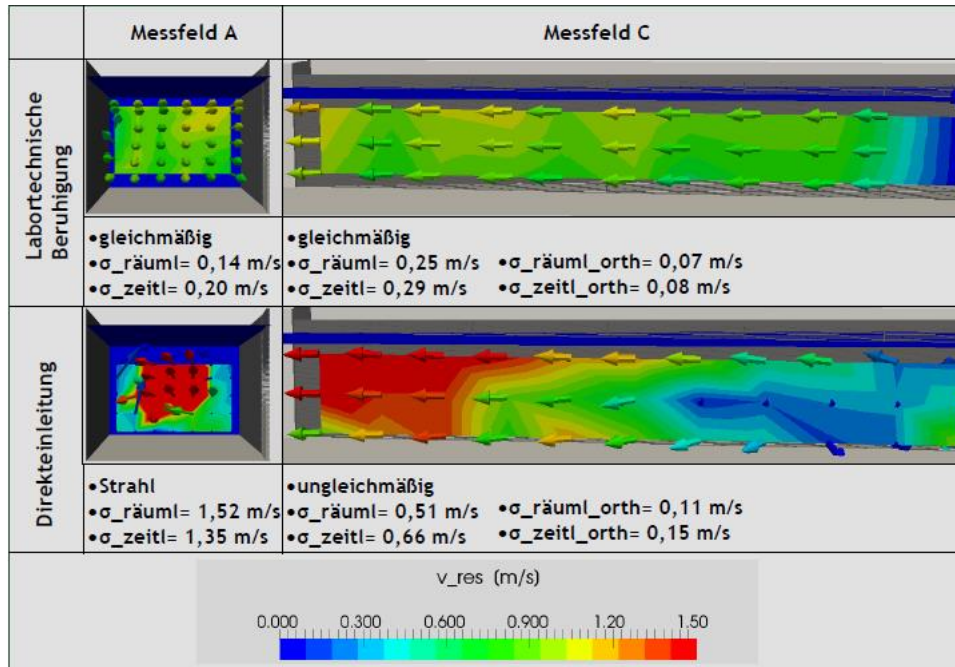 Messfeld A
Messfeld C
Labortechnische
Beruhigung
•gleichmäßig
•σ_räuml= 0,14 m/s
•σ_zeitl= 0,20 m/s
•gleichmäßig
•σ_räuml= 0,25 m/s
•σ_zeitl= 0,29 m/s
•σ_räuml_orth= 0,07 m/s
•σ_zeitl_orth= 0,08 m/s
Direkteinleitung
•Strahl
•σ_räuml= 1,52 m/s
•σ_zeitl= 1,35 m/s
•ungleichmäßig
•σ_räuml= 0,51 m/s
•σ_zeitl= 0,66 m/s
•σ_räuml_orth= 0,11 m/s
•σ_zeitl_orth= 0,15 m/s
v_res (m/s)
0.000 0.300 0.600 0.900 1.20 1.50